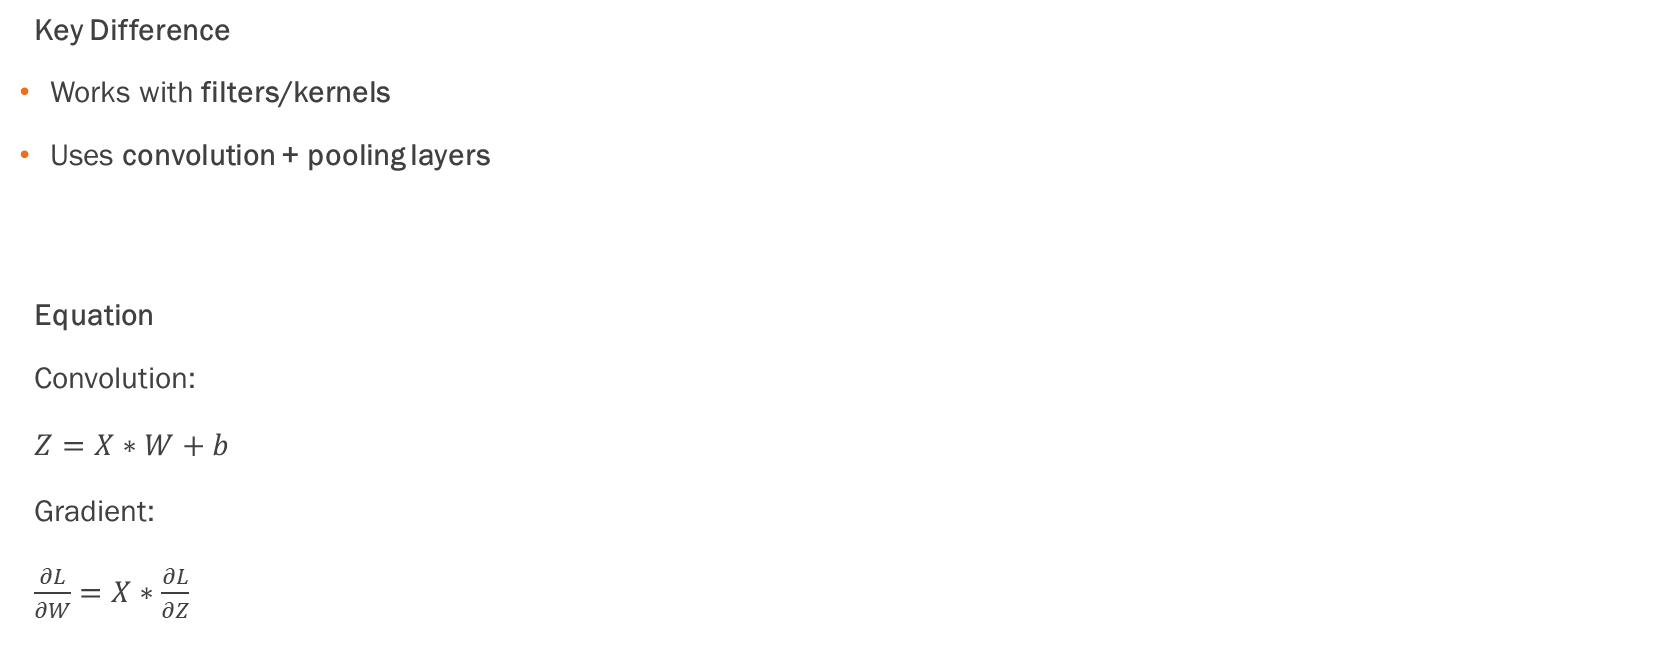 Key Difference
• Works with filters/kernels
• Uses convolution + pooling layers
Equation
Convolution:
Z = X ∗ W + b
Gradient:
∂L/∂W = X ∗ ∂L/∂Z